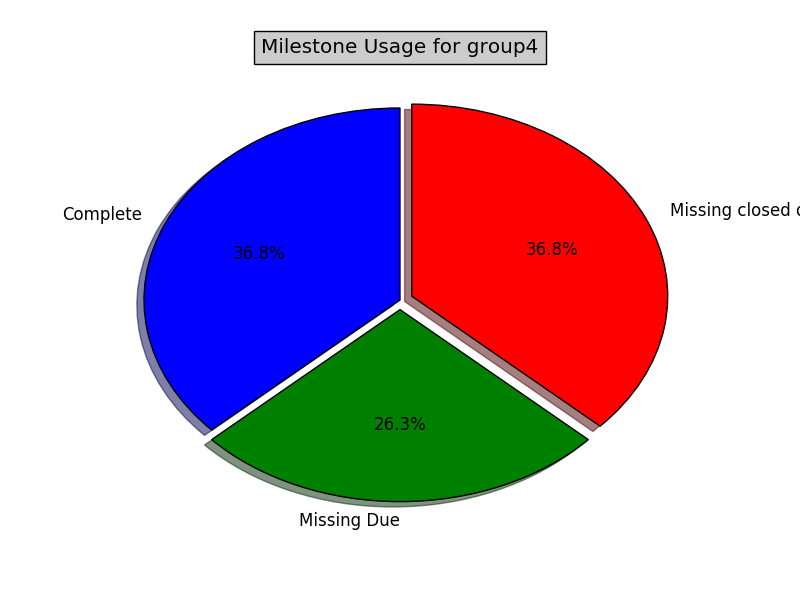 Milestone Usage for group4
Complete
Missing closed
36.8%
36.8%
26.3%
Missing Due